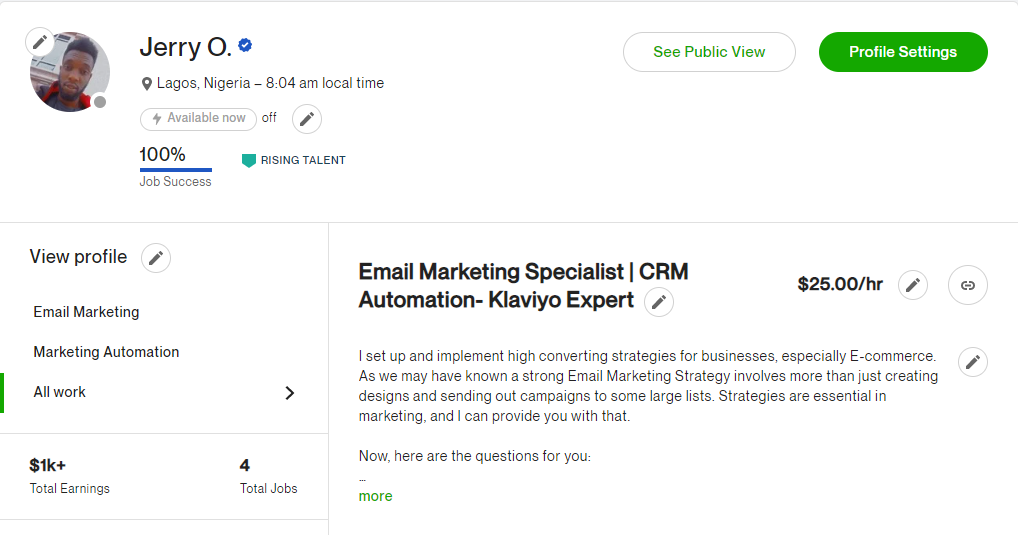 Jerry O.
Lagos, Nigeria – 8:04 am local time
Available now off
100%
Job Success
RISING TALENT
See Public View
Profile Settings
View profile
Email Marketing
Marketing Automation
All work
$1k+
Total Earnings
4
Total Jobs
Email Marketing Specialist | CRM
Automation- Klaviyo Expert
$25.00/hr
I set up and implement high converting strategies for businesses, especially E-commerce.
As we may have known a strong Email Marketing Strategy involves more than just creating
designs and sending out campaigns to some large lists. Strategies are essential in
marketing, and I can provide you with that.
Now, here are the questions for you:
...
more